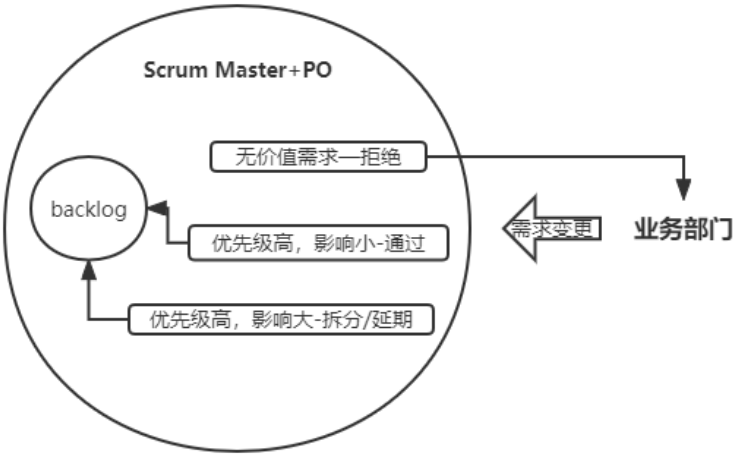 Scrum Master+PO
无价值需求—拒绝
backlog
优先级高，影响小-通过
需求变更
业务部门
优先级高，影响大-拆分/延期